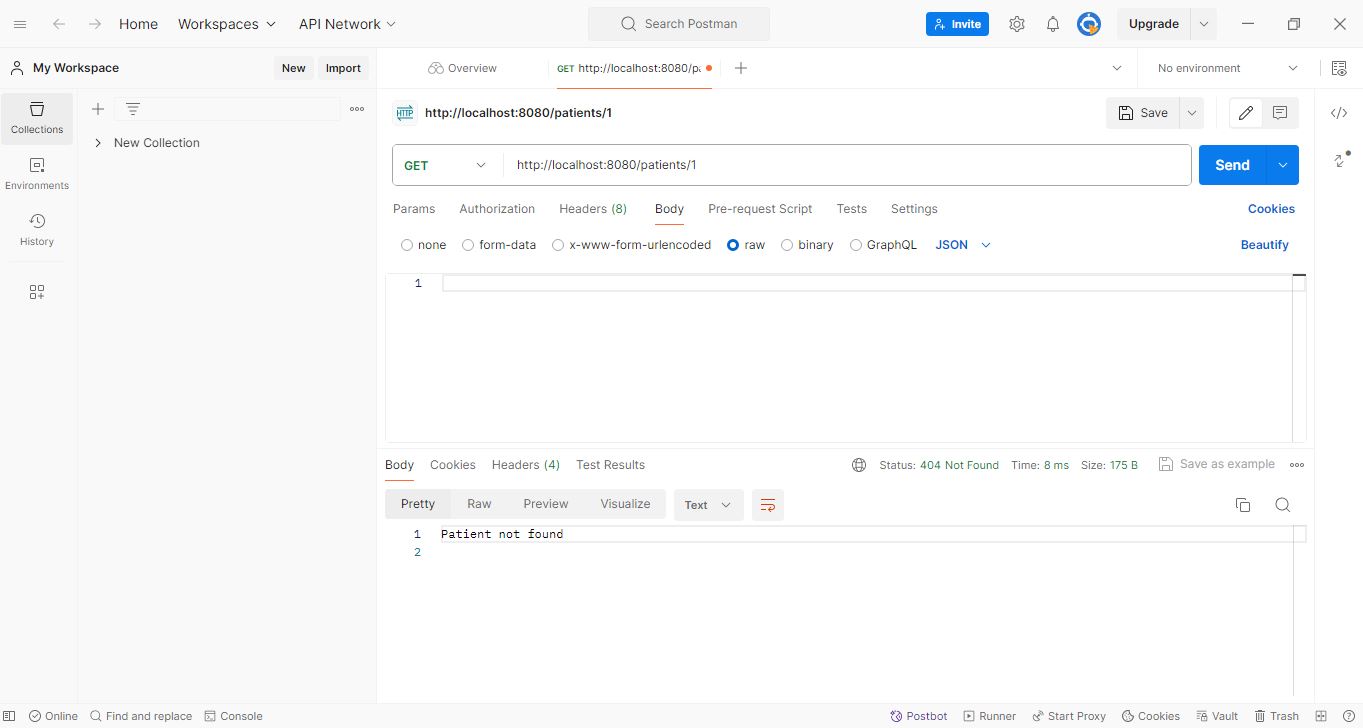 Home Workspaces API Network Search Postman Invite Upgrade
My Workspace New Import Overview GET http://localhost:8080/pa No environment
Collections
Environments
History
New Collection
HTTP http://localhost:8080/patients/1 Save
GET http://localhost:8080/patients/1 Send
Params Authorization Headers (8) Body Pre-request Script Tests Settings Cookies
none form-data x-www-form-urlencoded raw binary GraphQL JSON Beautify
1
Body Cookies Headers (4) Test Results Status: 404 Not Found Time: 8 ms Size: 175 B Save as example
Pretty Raw Preview Visualize Text
1 Patient not found
2
Online Find and replace Console Postbot Runner Start Proxy Cookies Vault Trash